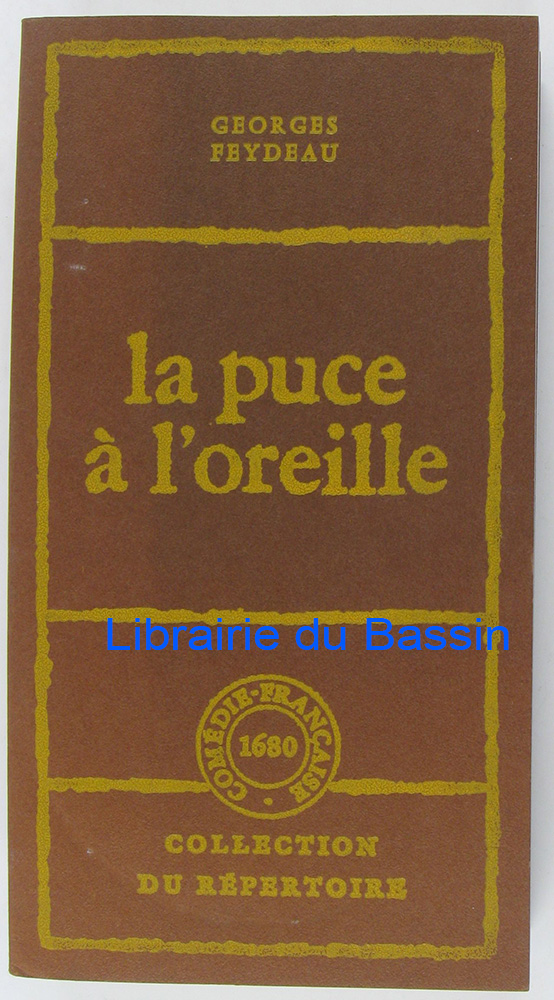 GEORGES
FEYDEAU
la puce
à l'oreille
Librairie du Bassin
COMÉDIE-FRANÇAISE
1680
COLLECTION
DU RÉPERTOIRE